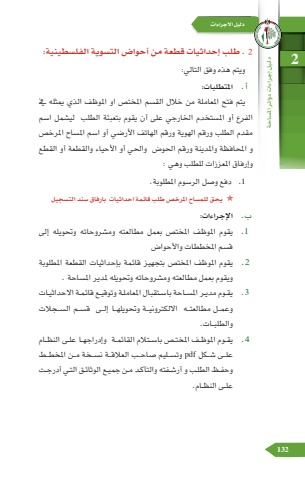 دليل الاجراءات
2
دليل إجراءات دوائر المساحة
2 . طلب إحداثيات قطعة من أحواض التسوية الفلسطينية:
ويتم هذه وفق التالي:
أ . المتطلبات:
يتم فتح المعاملة من خلال القسم المختص او الموظف الذي يمثله في
الفرع أو المستخدم الخارجي على أن يقوم بتعبئة الطلب ليشمل اسم
مقدم الطلب ورقم الهوية ورقم الهاتف الأرضي أو اسم المساح المرخص
و المحافظة والمدينة ورقم الحوض والحي أو الأحياء والقطعة أو القطع
وإرفاق المعززات للطلب وهي :
1. دفع وصل الرسوم المطلوبة.
★ يحق للمساح المرخص طلب قائمة احداثيات بارفاق سند التسجيل
ب. الإجراءات:
1. يقوم الموظف المختص بعمل مطالعته ومشروحاته وتحويله إلى
قسم المخططات والأحواض
2. يقوم الموظف المختص بتجهيز قائمة بإحداثيات القطعة المطلوبة
ويقوم بعمل مطالعته ومشروحاته وتحويله لمدير المساحة .
3. يقوم مدير المساحة باستقبال المعاملة وتوقيع قائمة الاحداثيات
وعمل مطالعته الالكترونية وتحويلها إلى قسم السجلات
والطلبات.
4. يقوم الموظف المختص باستلام القائمة وإدراجها على النظام
على شكل pdf وتسليم صاحب العلاقة نسخة من المخطط
وحفظ الطلب و أرشفته والتأكد من جميع الوثائق التي أدرجت
على النظام.
132